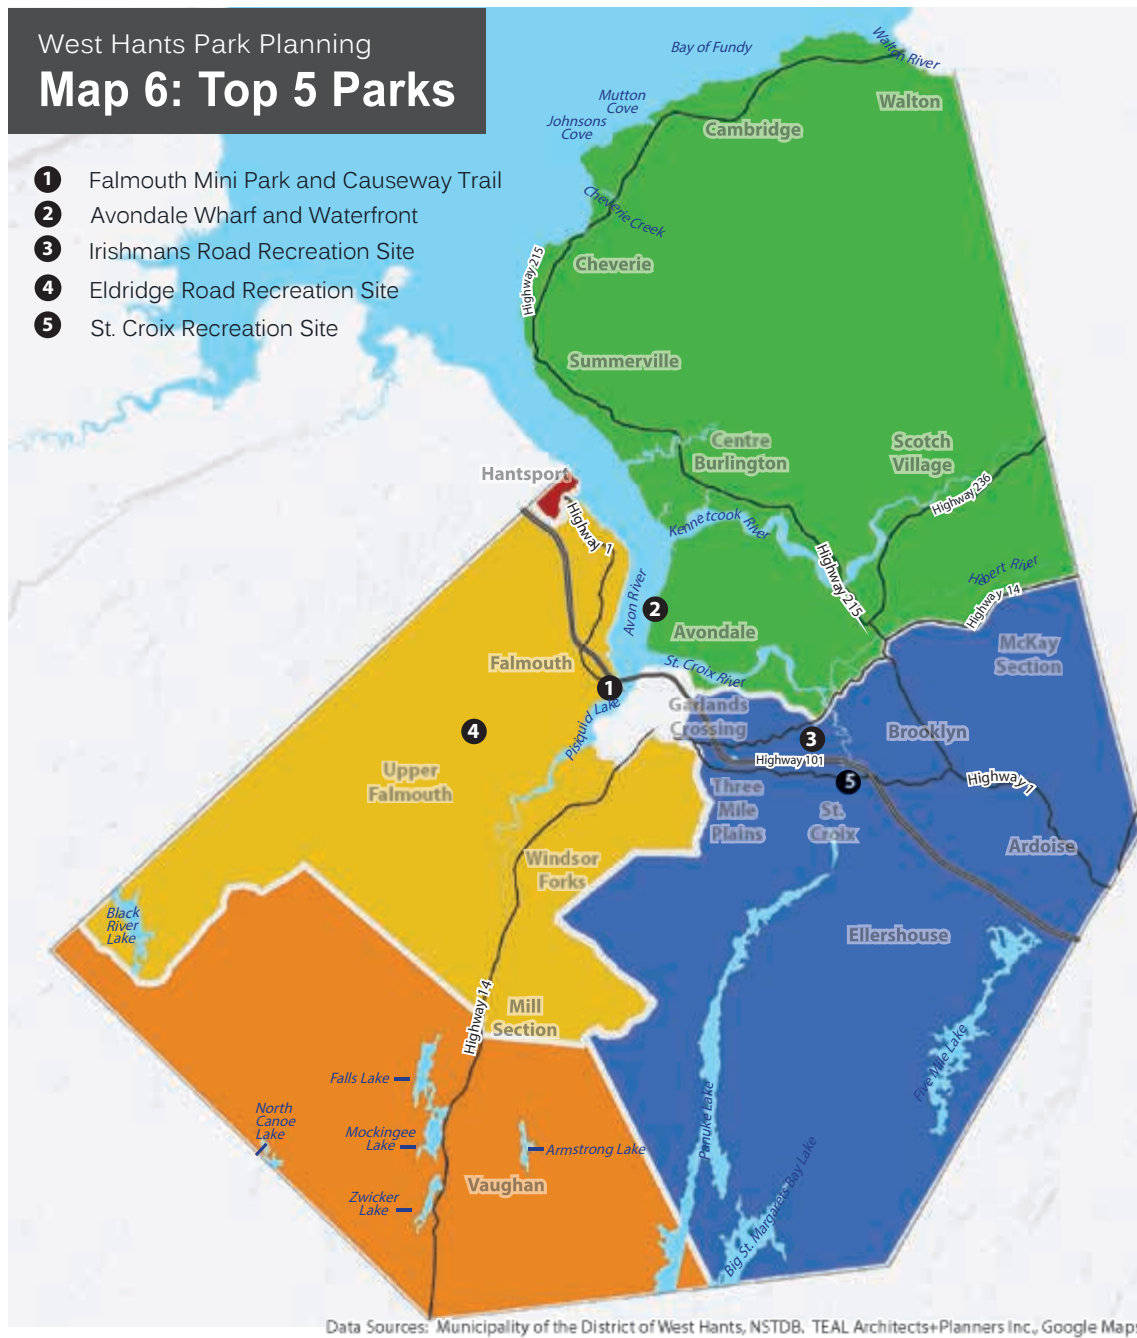 West Hants Park Planning
Map 6: Top 5 Parks
1 Falmouth Mini Park and Causeway Trail
2 Avondale Wharf and Waterfront
3 Irishmans Road Recreation Site
4 Eldridge Road Recreation Site
5 St. Croix Recreation Site
Bay of Fundy
Walton River
Walton
Mutton
Cove
Johnsons
Cove
Cambridge
Cheverie Creek
Cheverie
Highway 215
Summerville
Centre
Burlington
Scotch
Village
Hantsport
Highway 236
Highway 1
Kennetcook River
Highway 215
Hebert River
Highway 14
Avon River
2
Avondale
McKay
Section
Falmouth
St. Croix River
1
Garlands
Crossing
Pisiquid Lake
4
3
Brooklyn
Highway 101
Upper
Falmouth
5
Highway 1
Three
Mile
Plains
St.
Croix
Ardoise
Windsor
Forks
Black
River
Lake
Ellershouse
Mill
Section
Highway 14
Falls Lake
Five Mile Lake
North
Canoe
Lake
Mockingee
Lake
Armstrong Lake
Panuke Lake
Vaughan
Zwicker
Lake
Big St. Margarets Bay Lake
Data Sources: Municipality of the District of West Hants, NSTDB. TEAL Architects+Planners Inc., Google Maps